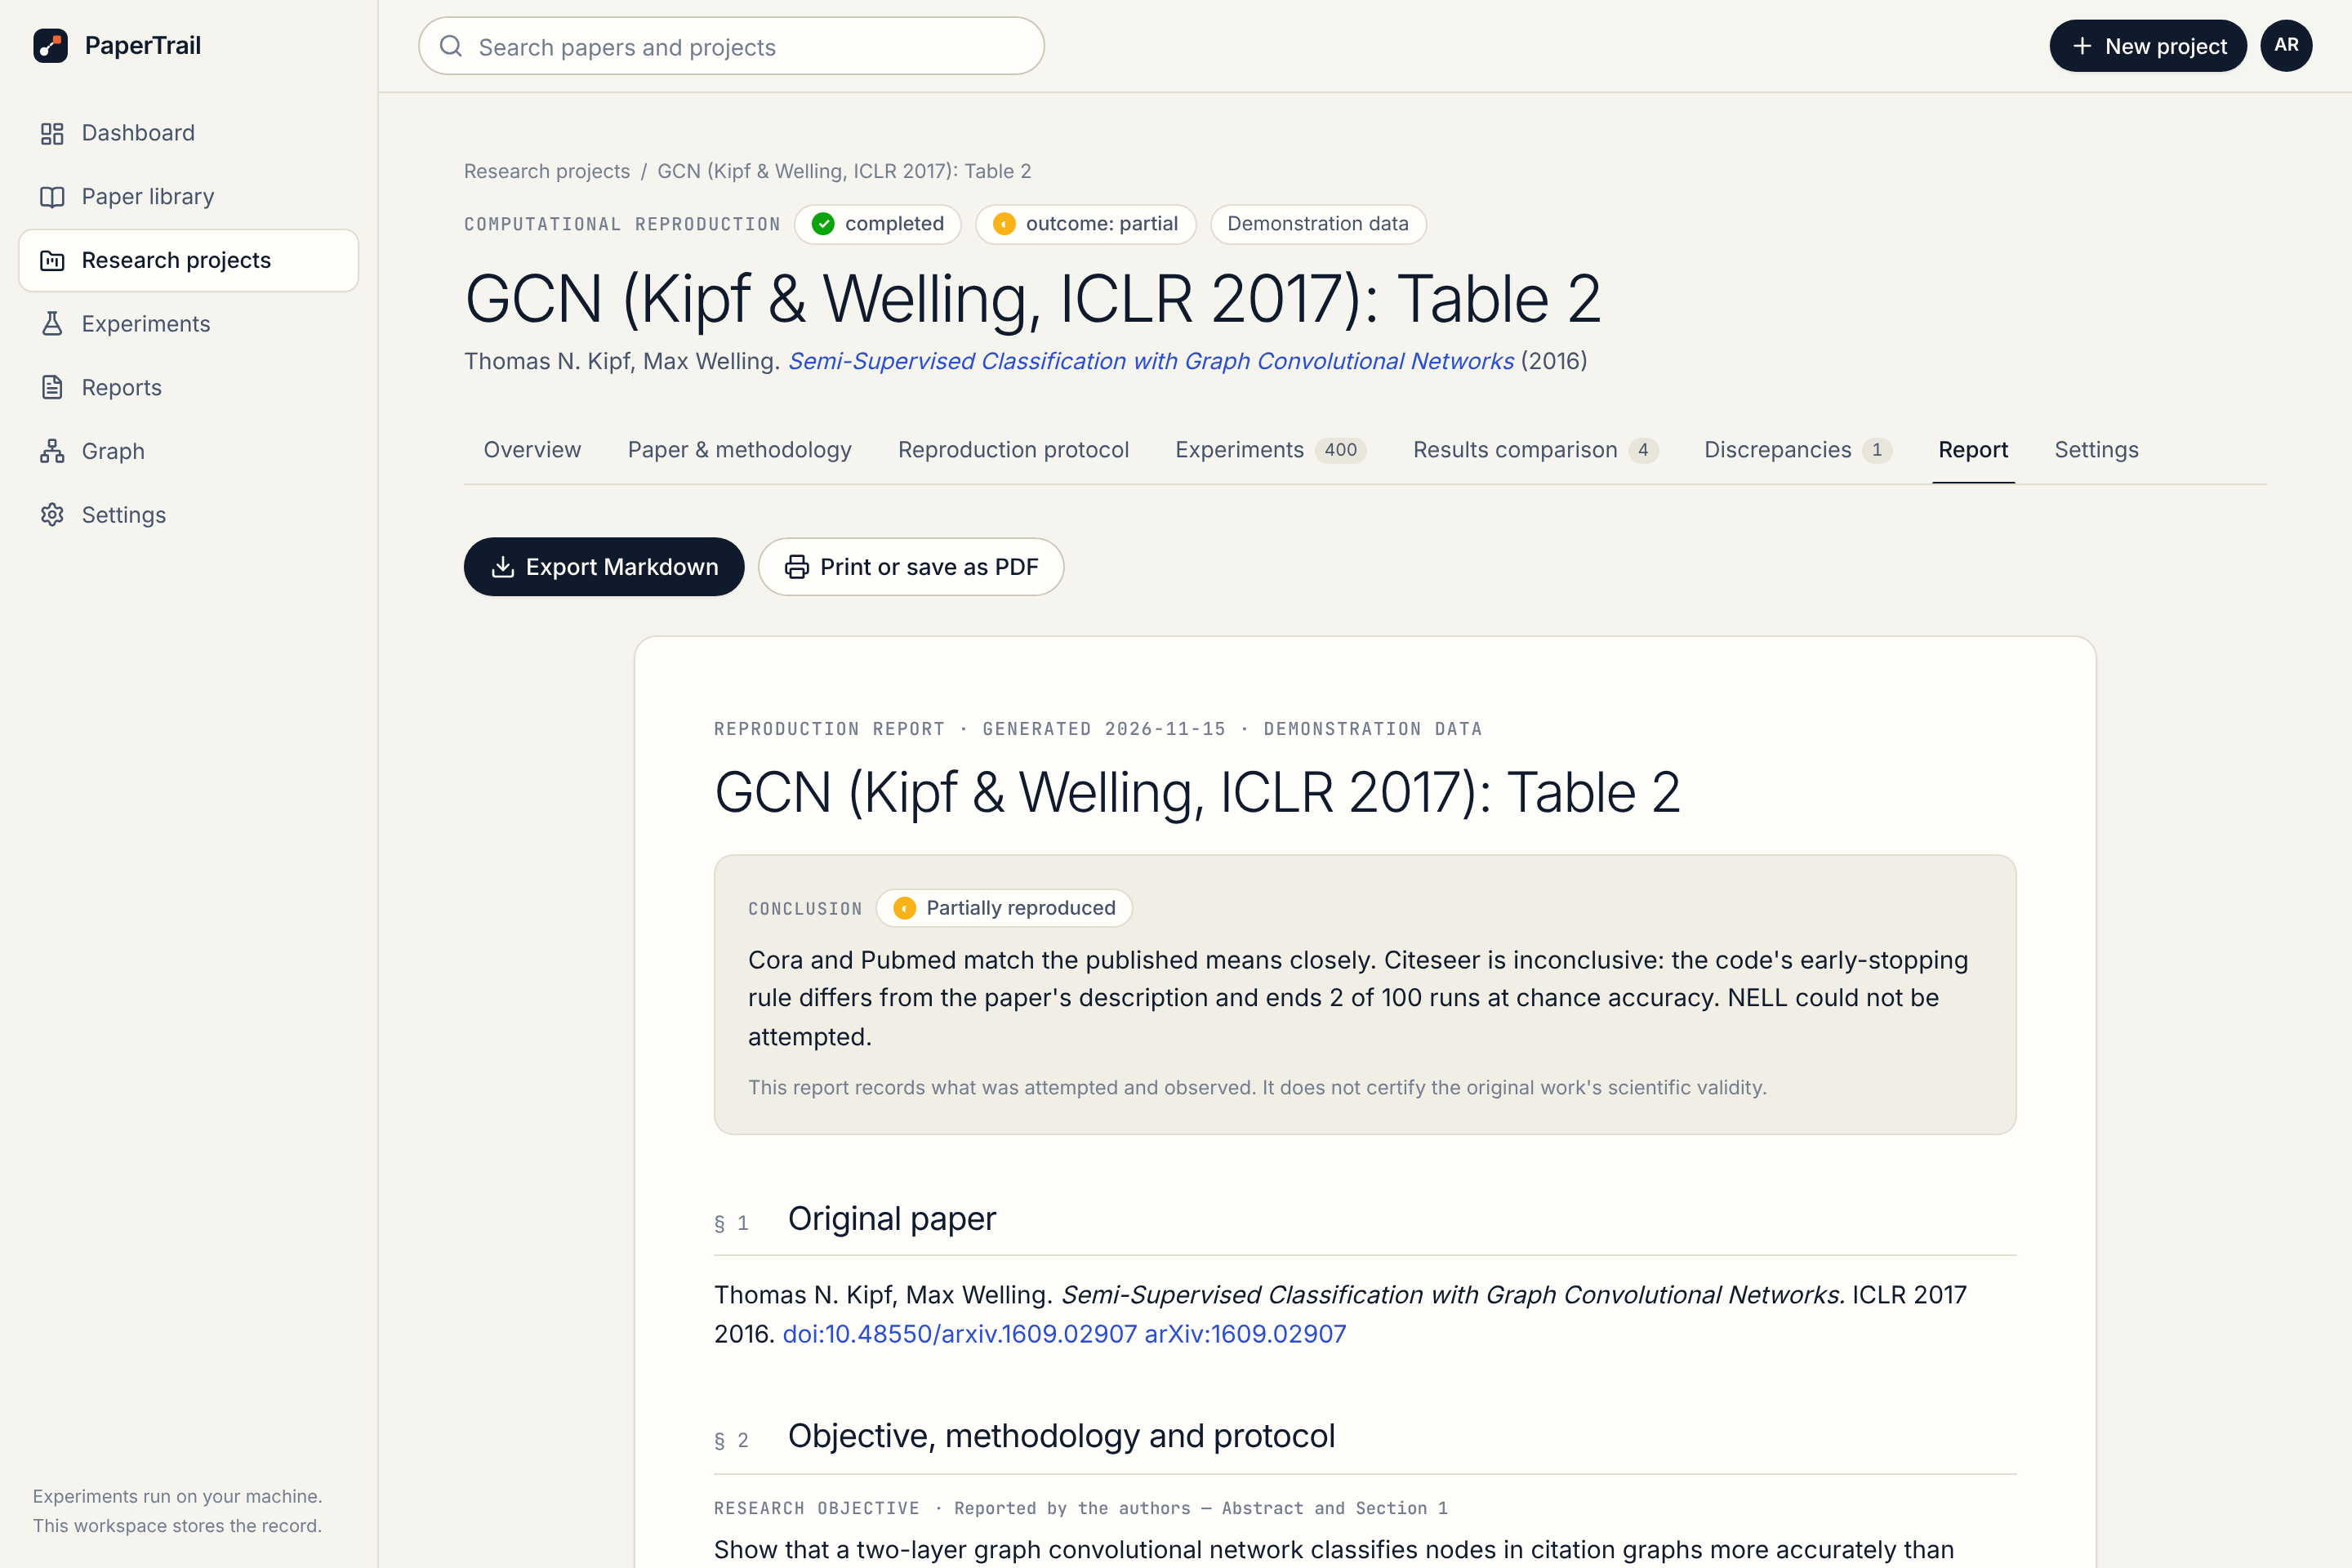 PaperTrail
Search papers and projects
New project
AR
Dashboard
Paper library
Research projects
Experiments
Reports
Graph
Settings
Experiments run on your machine.
This workspace stores the record.
Research projects / GCN (Kipf & Welling, ICLR 2017): Table 2
COMPUTATIONAL REPRODUCTION completed outcome: partial Demonstration data
GCN (Kipf & Welling, ICLR 2017): Table 2
Thomas N. Kipf, Max Welling. Semi-Supervised Classification with Graph Convolutional Networks (2016)
Overview Paper & methodology Reproduction protocol Experiments 400 Results comparison 4 Discrepancies 1 Report Settings
Export Markdown Print or save as PDF
REPRODUCTION REPORT · GENERATED 2026-11-15 · DEMONSTRATION DATA
GCN (Kipf & Welling, ICLR 2017): Table 2
CONCLUSION Partially reproduced
Cora and Pubmed match the published means closely. Citeseer is inconclusive: the code's early-stopping
rule differs from the paper's description and ends 2 of 100 runs at chance accuracy. NELL could not be
attempted.
This report records what was attempted and observed. It does not certify the original work's scientific validity.
§ 1 Original paper
Thomas N. Kipf, Max Welling. Semi-Supervised Classification with Graph Convolutional Networks. ICLR 2017
2016. doi:10.48550/arxiv.1609.02907 arXiv:1609.02907
§ 2 Objective, methodology and protocol
RESEARCH OBJECTIVE · Reported by the authors — Abstract and Section 1
Show that a two-layer graph convolutional network classifies nodes in citation graphs more accurately than